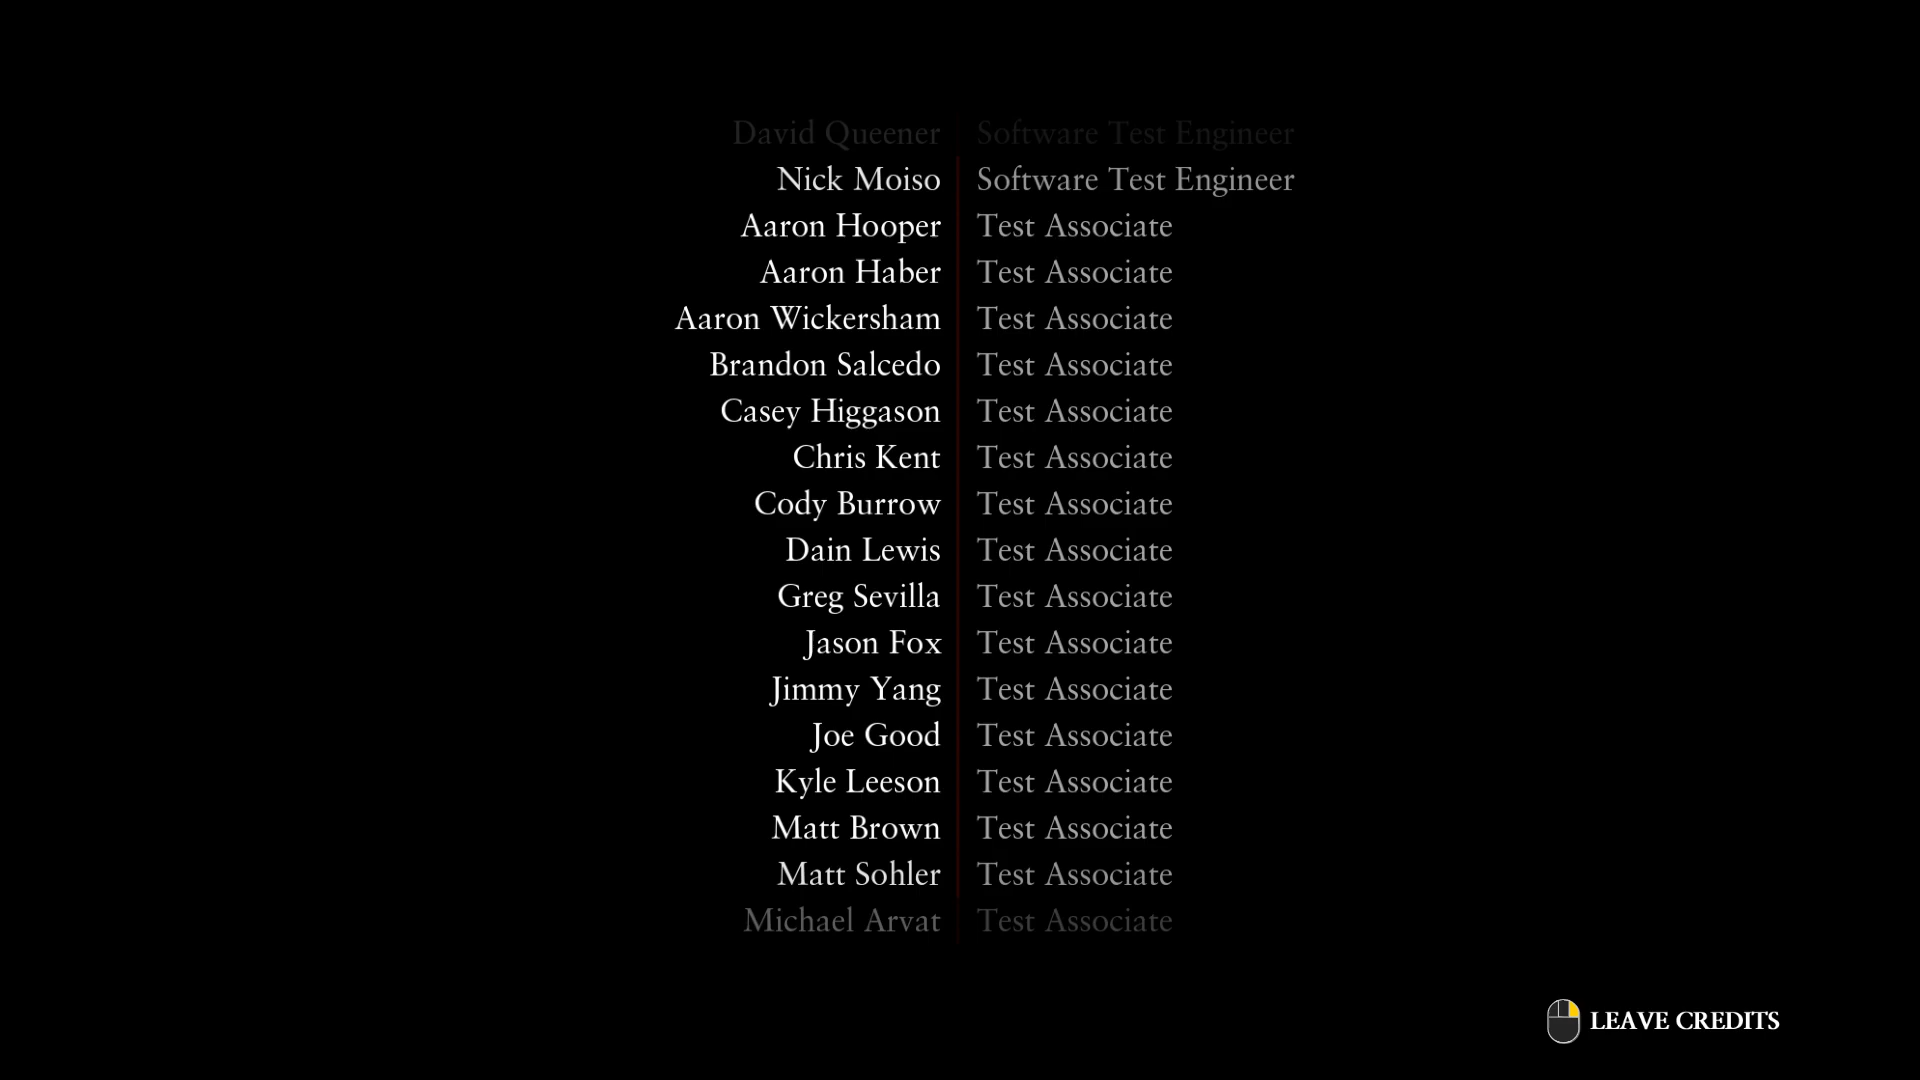 David Queener Software Test Engineer
Nick Moiso Software Test Engineer
Aaron Hooper Test Associate
Aaron Haber Test Associate
Aaron Wickersham Test Associate
Brandon Salcedo Test Associate
Casey Higgason Test Associate
Chris Kent Test Associate
Cody Burrow Test Associate
Dain Lewis Test Associate
Greg Sevilla Test Associate
Jason Fox Test Associate
Jimmy Yang Test Associate
Joe Good Test Associate
Kyle Leeson Test Associate
Matt Brown Test Associate
Matt Sohler Test Associate
Michael Arvat Test Associate
LEAVE CREDITS